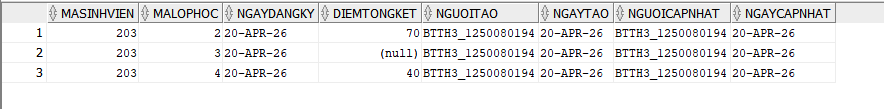 MASINHVIEN MALOPHOC NGAYDANGKY DIEMTONGKET NGUOITAO NGAYTAO NGUOICAPNHAT NGAYCAPNHAT
1 203 2 20-APR-26 70 BTTH3_1250080194 20-APR-26 BTTH3_1250080194 20-APR-26
2 203 3 20-APR-26 (null) BTTH3_1250080194 20-APR-26 BTTH3_1250080194 20-APR-26
3 203 4 20-APR-26 40 BTTH3_1250080194 20-APR-26 BTTH3_1250080194 20-APR-26